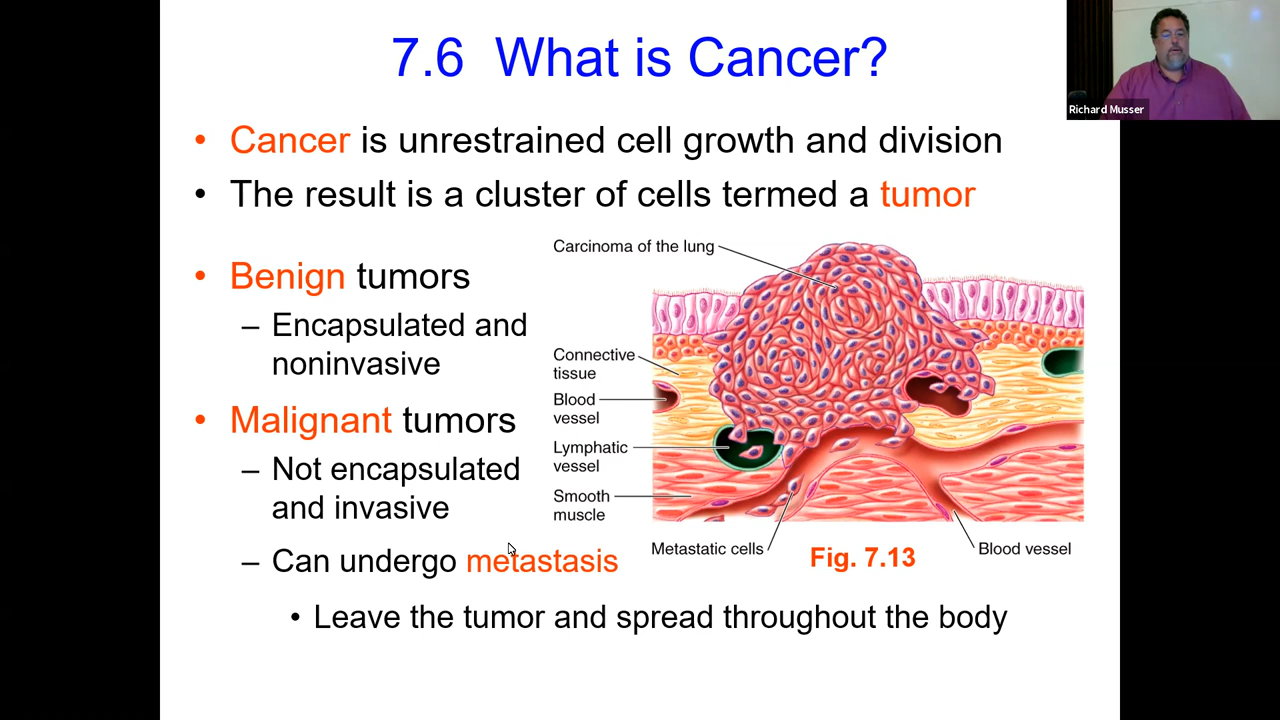 7.6 What is Cancer?
Richard Musser
• Cancer is unrestrained cell growth and division
• The result is a cluster of cells termed a tumor
• Benign tumors
– Encapsulated and
noninvasive
• Malignant tumors
– Not encapsulated
and invasive
– Can undergo metastasis
• Leave the tumor and spread throughout the body
Carcinoma of the lung
Connective
tissue
Blood
vessel
Lymphatic
vessel
Smooth
muscle
Metastatic cells
Fig. 7.13
Blood vessel